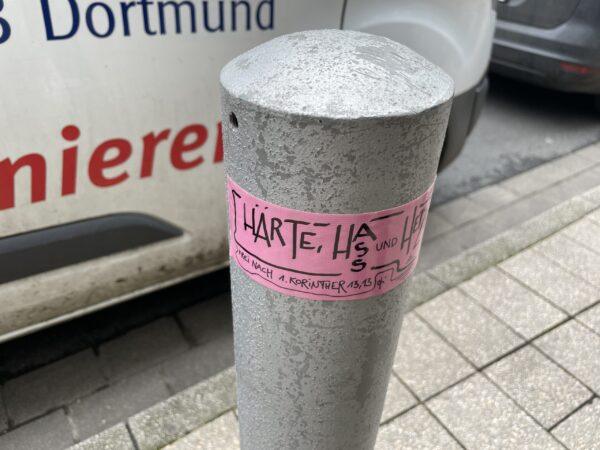 Dortmund
HÄRTE, HASS UND
FREI NACH 1. KORINTHER 13,13